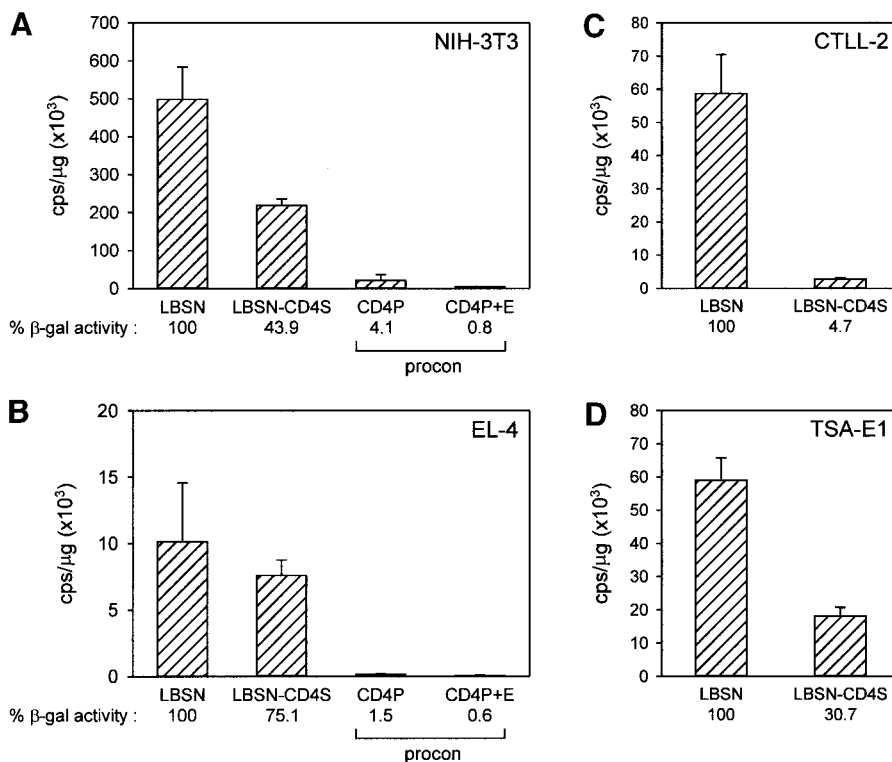 A
NIH-3T3
cps/µg (x10³)
700
600
500
400
300
200
100
0
LBSN LBSN-CD4S CD4P CD4P+E
% β-gal activity : 100 43.9 4.1 0.8
procon
B
EL-4
cps/µg (x10³)
20
15
10
5
0
LBSN LBSN-CD4S CD4P CD4P+E
% β-gal activity : 100 75.1 1.5 0.6
procon
C
CTLL-2
cps/µg (x10³)
80
70
60
50
40
30
20
10
0
LBSN LBSN-CD4S
100 4.7
D
TSA-E1
cps/µg (x10³)
80
70
60
50
40
30
20
10
0
LBSN LBSN-CD4S
100 30.7